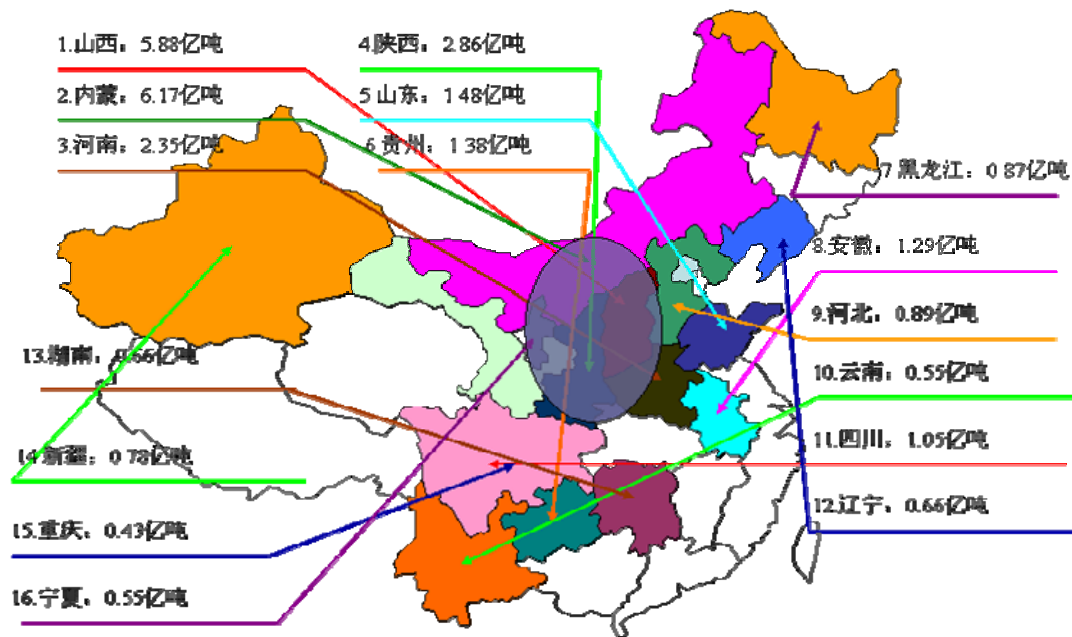 1.山西：5.88亿吨
2.内蒙：6.17亿吨
3.河南：2.35亿吨
4.陕西：2.86亿吨
5 山东：1 48亿吨
6 贵州：1 38亿吨
7 黑龙江：0 87亿吨
8.安徽：1.29亿吨
9.河北：0.89亿吨
10.云南：0.55亿吨
11.四川：1.05亿吨
12.辽宁：0.66亿吨
13.湖南：0.66亿吨
14 新疆：0 78亿吨
15.重庆：0.43亿吨
16.宁夏：0.55亿吨